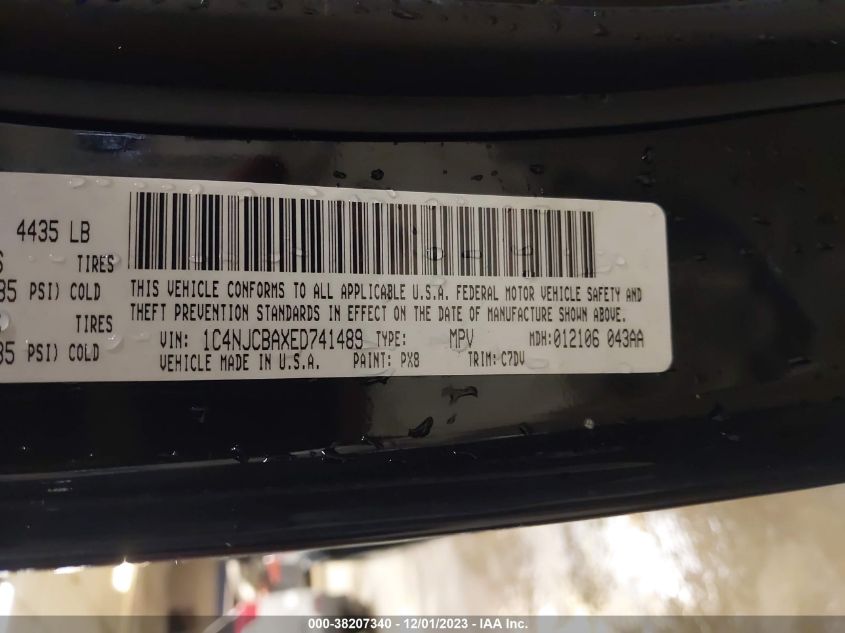 4435 LB
TIRES
PSI) COLD
TIRES
PSI) COLD
THIS VEHICLE CONFORMS TO ALL APPLICABLE U.S.A. FEDERAL MOTOR VEHICLE SAFETY AND
THEFT PREVENTION STANDARDS IN EFFECT ON THE DATE OF MANUFACTURE SHOWN ABOVE.
VIN: 1C4NJCBAXED741489 TYPE: MPV MDH:012106 043AA
VEHICLE MADE IN U.S.A. PAINT: PX8 TRIM: C7DV
000-38207340 - 12/01/2023 - IAA Inc.